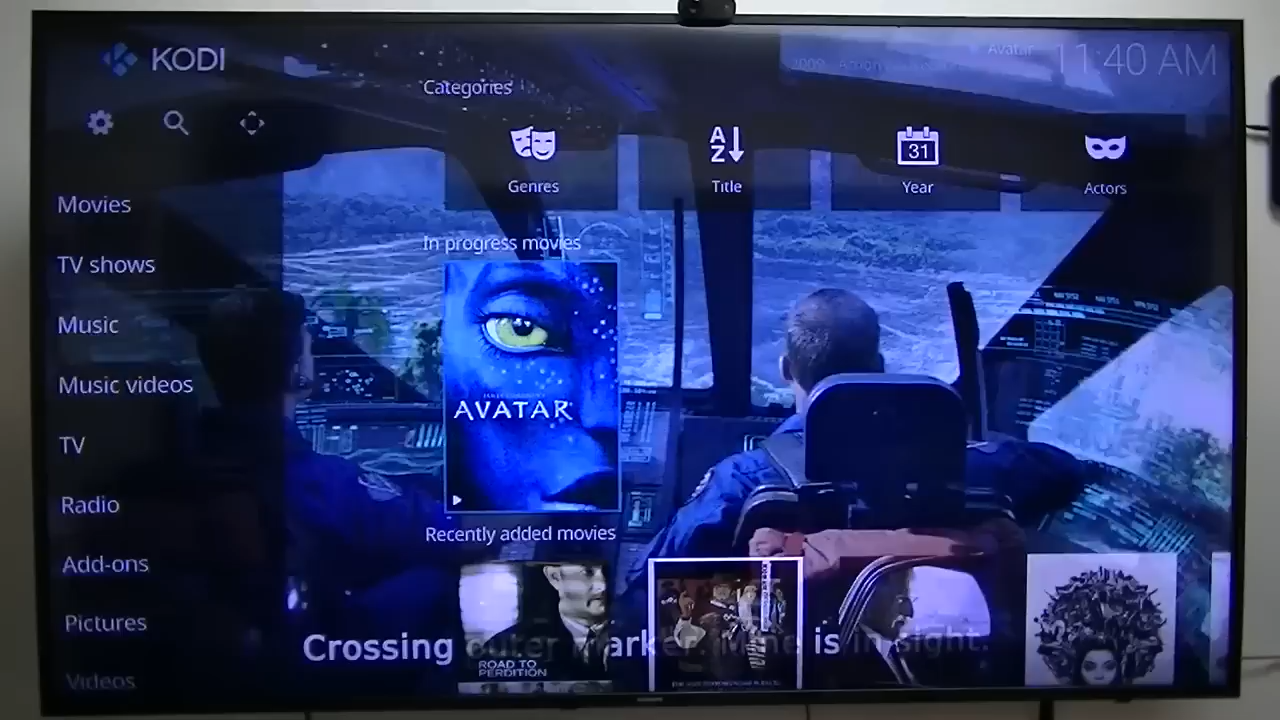 KODI
Categories
Avatar
11:40 AM
2009
Genres
Title
Year
31
Actors
Movies
TV shows
Music
Music videos
TV
Radio
Add-ons
Pictures
Videos
In progress movies
AVATAR
Recently added movies
ROAD TO
PERDITION
Crossing outer marker. Mine is in sight.